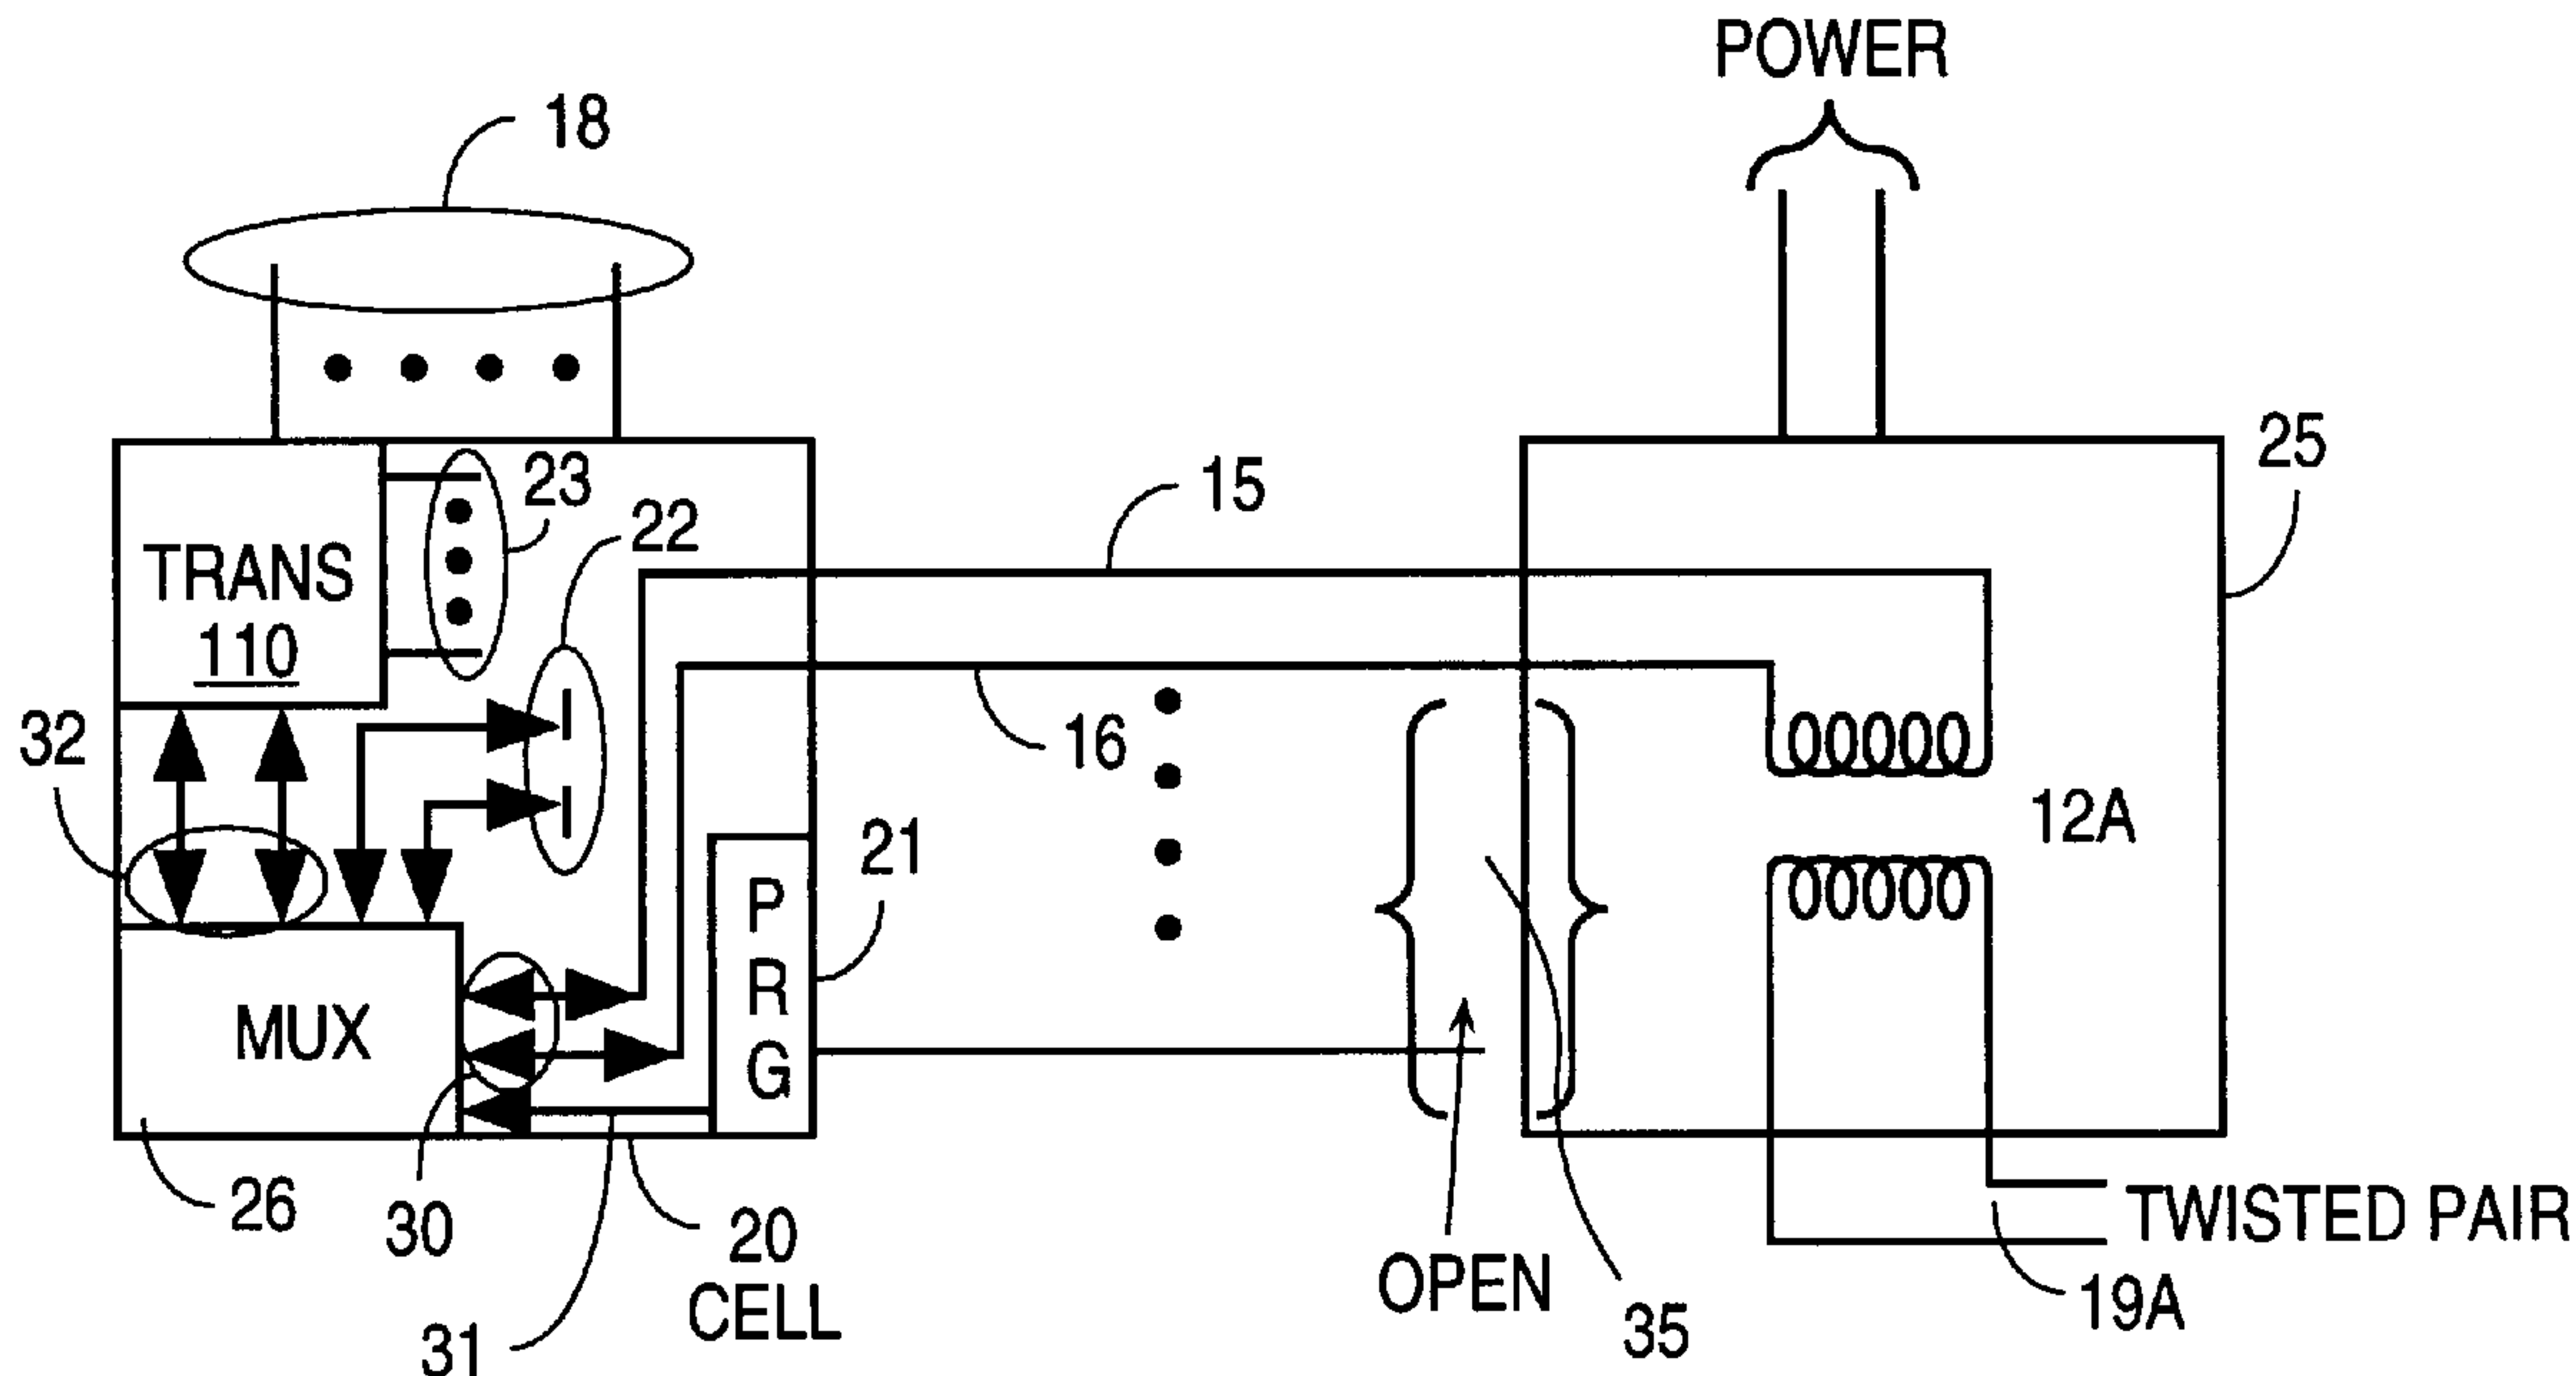 POWER
18
25
23
15
22
TRANS
110
32
16
12A
21
P
R
G
MUX
26
30
20
CELL
31
OPEN
35
TWISTED PAIR
19A